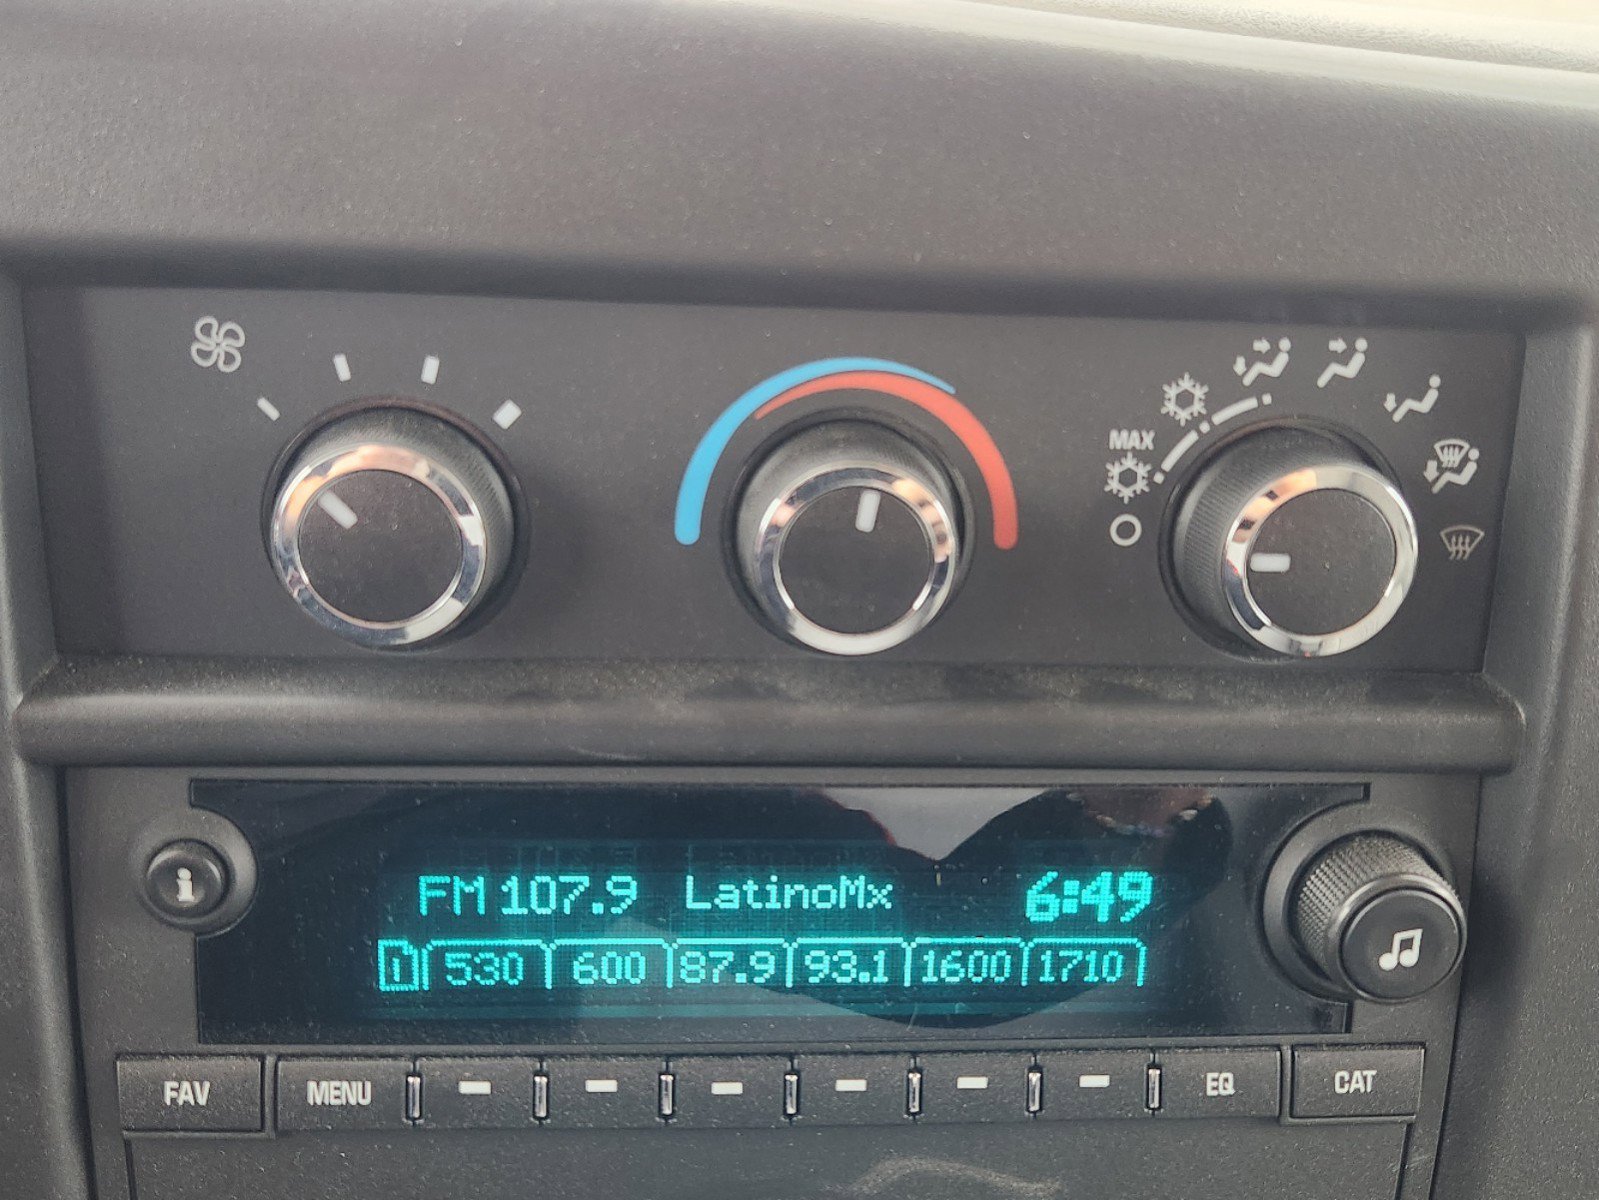 MAX
i
FM 107.9 LatinoMx 6:49
1 530 600 87.9 93.1 1600 1710
FAV MENU EQ CAT